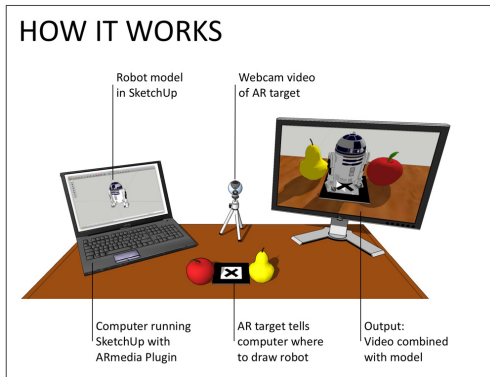 HOW IT WORKS
Robot model
in SketchUp
Webcam video
of AR target
Computer running
SketchUp with
ARmedia Plugin
AR target tells
computer where
to draw robot
Output:
Video combined
with model